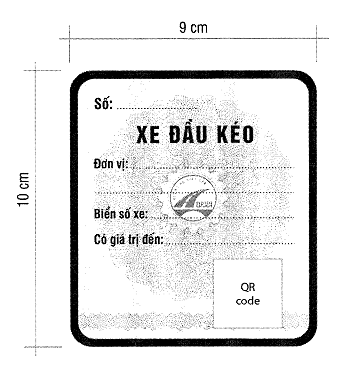 9 cm
10 cm
Số: ........................
XE ĐẦU KÉO
Đơn vị: ................................................
................................................
Biển số xe: ................................................
Có giá trị đến: ................................................
QR
code